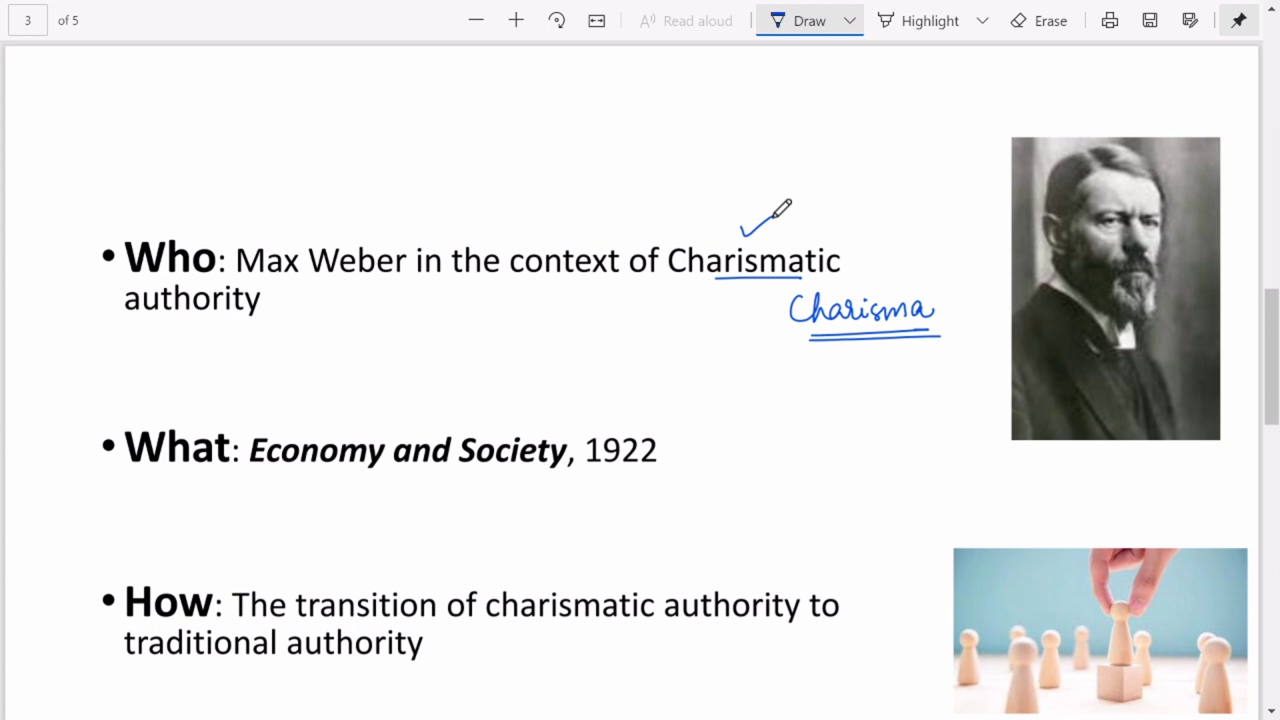 3 of 5 Read aloud Draw Highlight Erase
• Who: Max Weber in the context of Charismatic
authority
Charisma
• What: Economy and Society, 1922
• How: The transition of charismatic authority to
traditional authority